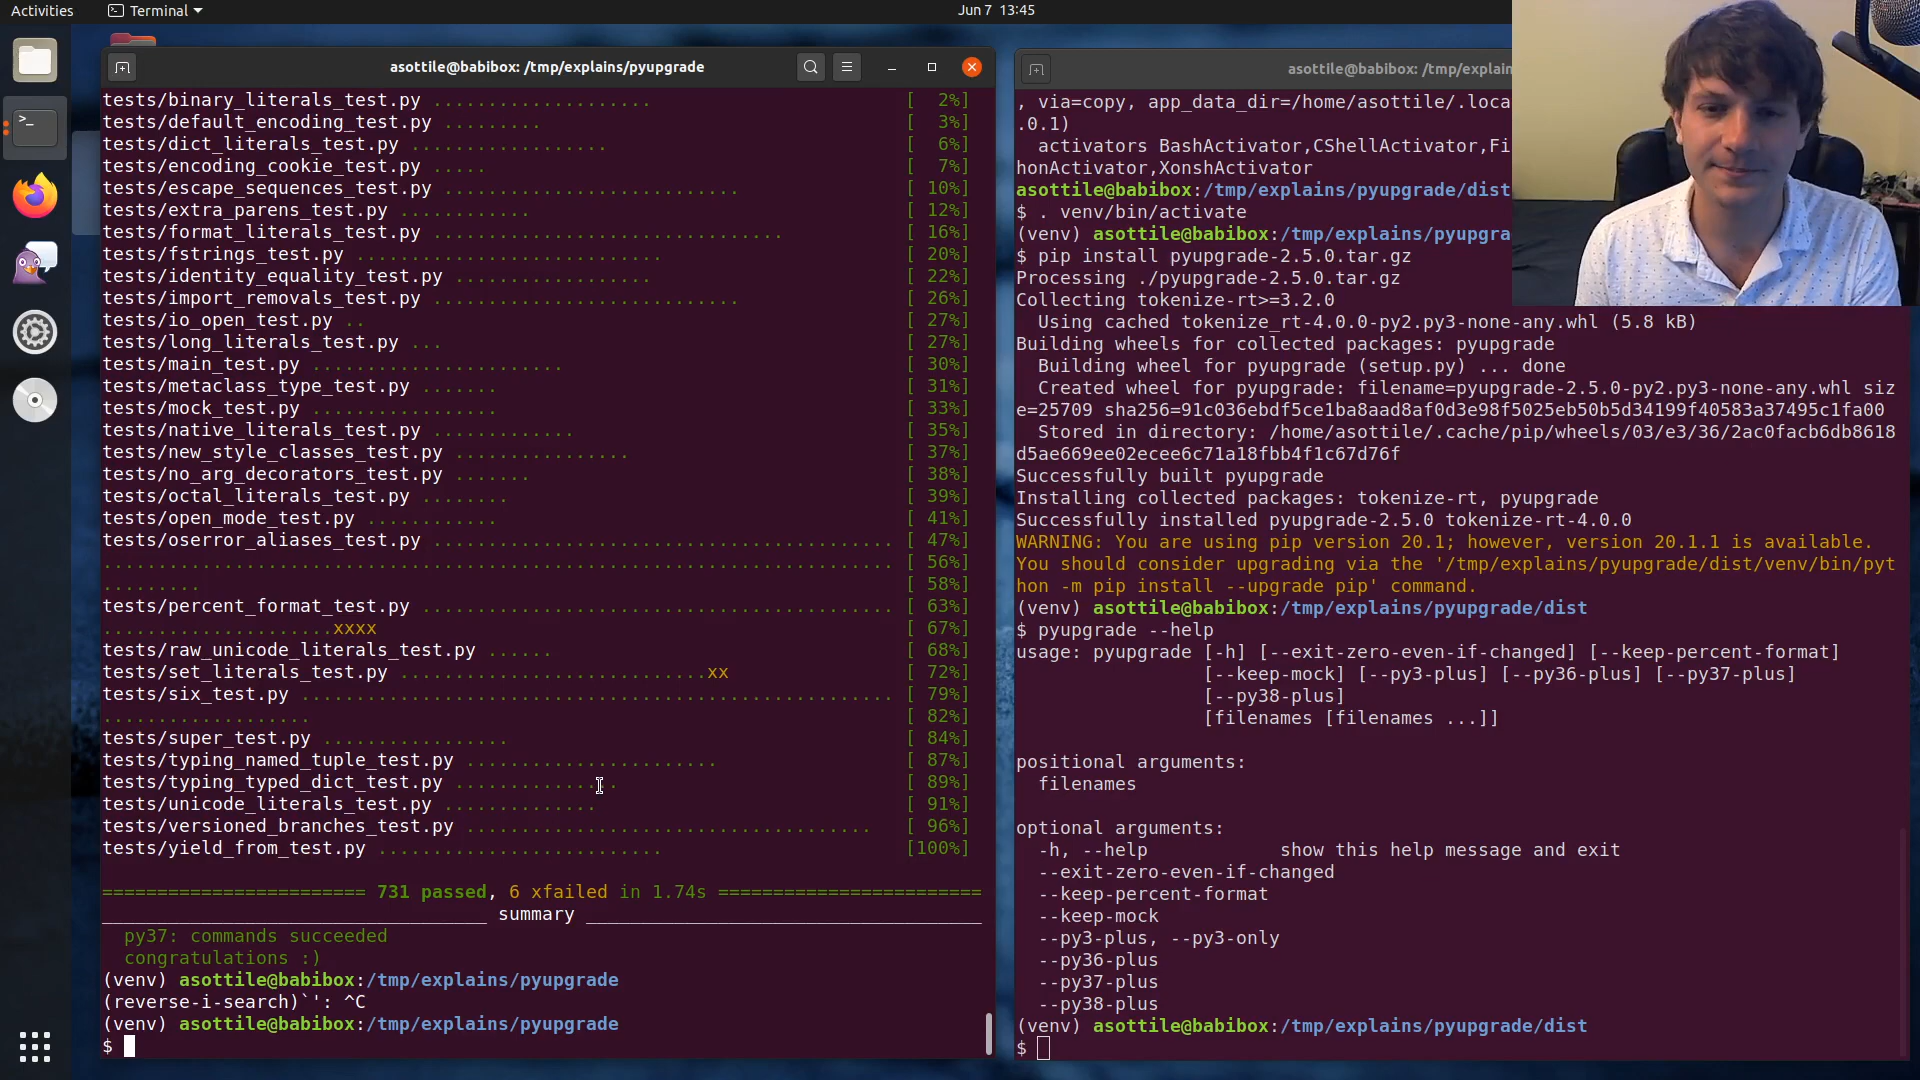 Activities
Terminal
Jun 7 13:45
asottile@babibox: /tmp/explains/pyupgrade
tests/binary_literals_test.py .................... [ 2%]
tests/default_encoding_test.py ......... [ 3%]
tests/dict_literals_test.py .................. [ 6%]
tests/encoding_cookie_test.py ..... [ 7%]
tests/escape_sequences_test.py ............................ [ 10%]
tests/extra_parens_test.py ............ [ 12%]
tests/format_literals_test.py ................................ [ 16%]
tests/fstrings_test.py ............................ [ 20%]
tests/identity_equality_test.py .................. [ 22%]
tests/import_removals_test.py ............................ [ 26%]
tests/io_open_test.py .. [ 27%]
tests/long_literals_test.py ... [ 27%]
tests/main_test.py ....................... [ 30%]
tests/metaclass_type_test.py ....... [ 31%]
tests/mock_test.py ................. [ 33%]
tests/native_literals_test.py ............. [ 35%]
tests/new_style_classes_test.py ................ [ 37%]
tests/no_arg_decorators_test.py ....... [ 38%]
tests/octal_literals_test.py ........ [ 39%]
tests/open_mode_test.py ............ [ 41%]
tests/oserror_aliases_test.py .......................................... [ 47%]
........................................................................ [ 56%]
......... [ 58%]
tests/percent_format_test.py ........................................... [ 63%]
.....................xxxx [ 67%]
tests/raw_unicode_literals_test.py ...... [ 68%]
tests/set_literals_test.py ............................xx [ 72%]
tests/six_test.py ...................................................... [ 79%]
................... [ 82%]
tests/super_test.py ................. [ 84%]
tests/typing_named_tuple_test.py ....................... [ 87%]
tests/typing_typed_dict_test.py ............... [ 89%]
tests/unicode_literals_test.py .............. [ 91%]
tests/versioned_branches_test.py ..................................... [ 96%]
tests/yield_from_test.py .......................... [100%]
======================== 731 passed, 6 xfailed in 1.74s ========================
___________________________________ summary ____________________________________
py37: commands succeeded
congratulations :)
(venv) asottile@babibox:/tmp/explains/pyupgrade
(reverse-i-search)`': ^C
(venv) asottile@babibox:/tmp/explains/pyupgrade
$
asottile@babibox: /tmp/explain
, via=copy, app_data_dir=/home/asottile/.loca
.0.1)
activators BashActivator,CShellActivator,Fi
honActivator,XonshActivator
asottile@babibox:/tmp/explains/pyupgrade/dist
$ . venv/bin/activate
(venv) asottile@babibox:/tmp/explains/pyupgra
$ pip install pyupgrade-2.5.0.tar.gz
Processing ./pyupgrade-2.5.0.tar.gz
Collecting tokenize-rt>=3.2.0
Using cached tokenize_rt-4.0.0-py2.py3-none-any.whl (5.8 kB)
Building wheels for collected packages: pyupgrade
Building wheel for pyupgrade (setup.py) ... done
Created wheel for pyupgrade: filename=pyupgrade-2.5.0-py2.py3-none-any.whl siz
e=25709 sha256=91c036ebdf5ce1ba8aad8af0d3e98f5025eb50b5d34199f40583a37495c1fa00
Stored in directory: /home/asottile/.cache/pip/wheels/03/e3/36/2ac0facb6db8618
d5ae669ee02ecee6c71a18fbb4f1c67d76f
Successfully built pyupgrade
Installing collected packages: tokenize-rt, pyupgrade
Successfully installed pyupgrade-2.5.0 tokenize-rt-4.0.0
WARNING: You are using pip version 20.1; however, version 20.1.1 is available.
You should consider upgrading via the '/tmp/explains/pyupgrade/dist/venv/bin/pyt
hon -m pip install --upgrade pip' command.
(venv) asottile@babibox:/tmp/explains/pyupgrade/dist
$ pyupgrade --help
usage: pyupgrade [-h] [--exit-zero-even-if-changed] [--keep-percent-format]
[--keep-mock] [--py3-plus] [--py36-plus] [--py37-plus]
[--py38-plus]
[filenames [filenames ...]]
positional arguments:
filenames
optional arguments:
-h, --help show this help message and exit
--exit-zero-even-if-changed
--keep-percent-format
--keep-mock
--py3-plus, --py3-only
--py36-plus
--py37-plus
--py38-plus
(venv) asottile@babibox:/tmp/explains/pyupgrade/dist
$